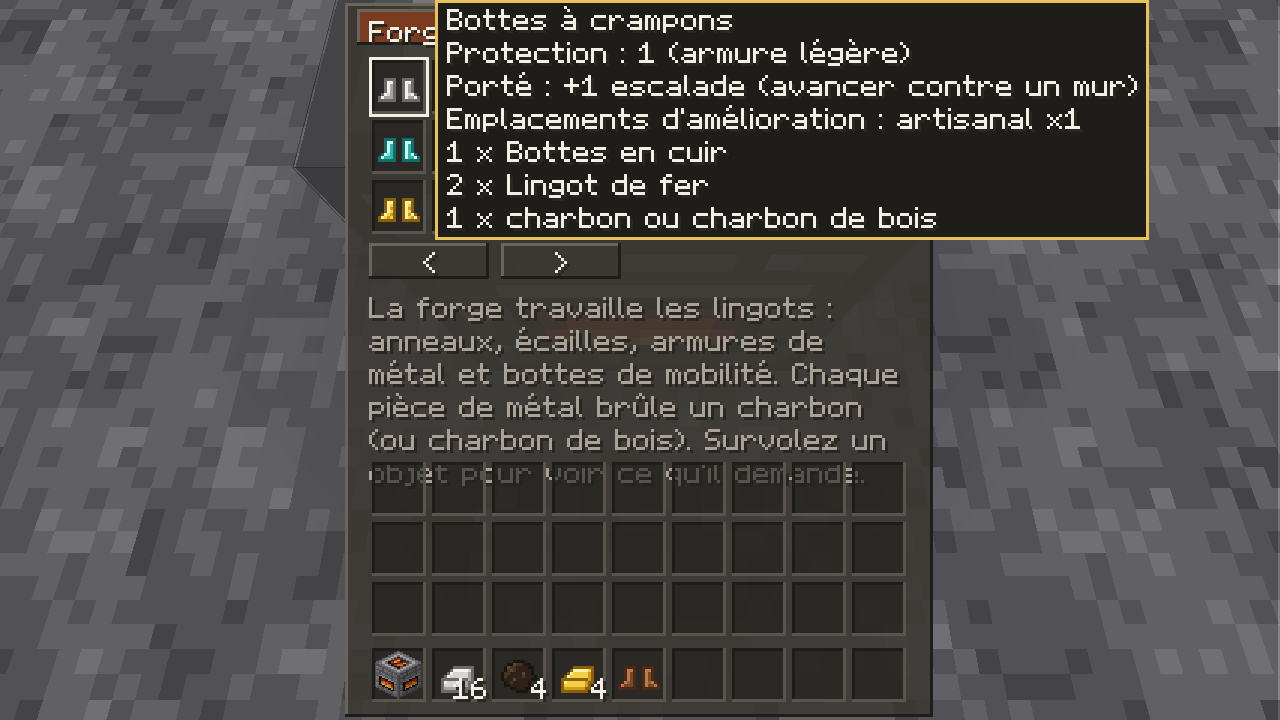 Forg
Bottes à crampons
Protection : 1 (armure légère)
Porté : +1 escalade (avancer contre un mur)
Emplacements d'amélioration : artisanal x1
1 x Bottes en cuir
2 x Lingot de fer
1 x charbon ou charbon de bois
< >
La forge travaille les lingots :
anneaux, écailles, armures de
métal et bottes de mobilité. Chaque
pièce de métal brûle un charbon
(ou charbon de bois). Survolez un
objet pour voir ce qu'il demande.
16 4 4